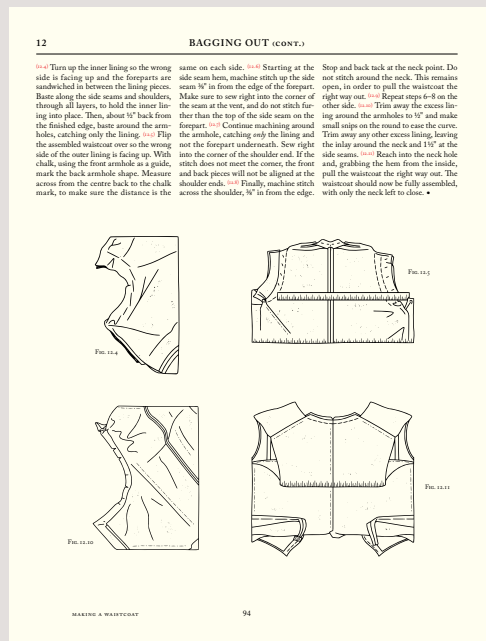 12
BAGGING OUT (CONT.)
(12.4) Turn up the inner lining so the wrong
side is facing up and the foreparts are
sandwiched in between the lining pieces.
Baste along the side seams and shoulders,
through all layers, to hold the inner lin-
ing into place. Then, about ½" back from
the finished edge, baste around the arm-
holes, catching only the lining. (12.5) Flip
the assembled waistcoat over so the wrong
side of the outer lining is facing up. With
chalk, using the front armhole as a guide,
mark the back armhole shape. Measure
across from the centre back to the chalk
mark, to make sure the distance is the
same on each side. (12.6) Starting at the
side seam hem, machine stitch up the side
seam ⅜" in from the edge of the forepart.
Make sure to sew right into the corner of
the seam at the vent, and do not stitch fur-
ther than the top of the side seam on the
forepart. (12.7) Continue machining around
the armhole, catching only the lining and
not the forepart underneath. Sew right
into the corner of the shoulder end. If the
stitch does not meet the corner, the front
and back pieces will not be aligned at the
shoulder ends. (12.8) Finally, machine stitch
across the shoulder, ⅜" in from the edge.
Stop and back tack at the neck point. Do
not stitch around the neck. This remains
open, in order to pull the waistcoat the
right way out. (12.9) Repeat steps 6–8 on the
other side. (12.10) Trim away the excess lin-
ing around the armholes to ½" and make
small snips on the round to ease the curve.
Trim away any other excess lining, leaving
the inlay around the neck and 1½" at the
side seams. (12.11) Reach into the neck hole
and, grabbing the hem from the inside,
pull the waistcoat the right way out. The
waistcoat should now be fully assembled,
with only the neck left to close. •
Fig. 12.5
Fig. 12.4
Fig. 12.11
Fig. 12.10
MAKING A WAISTCOAT
94